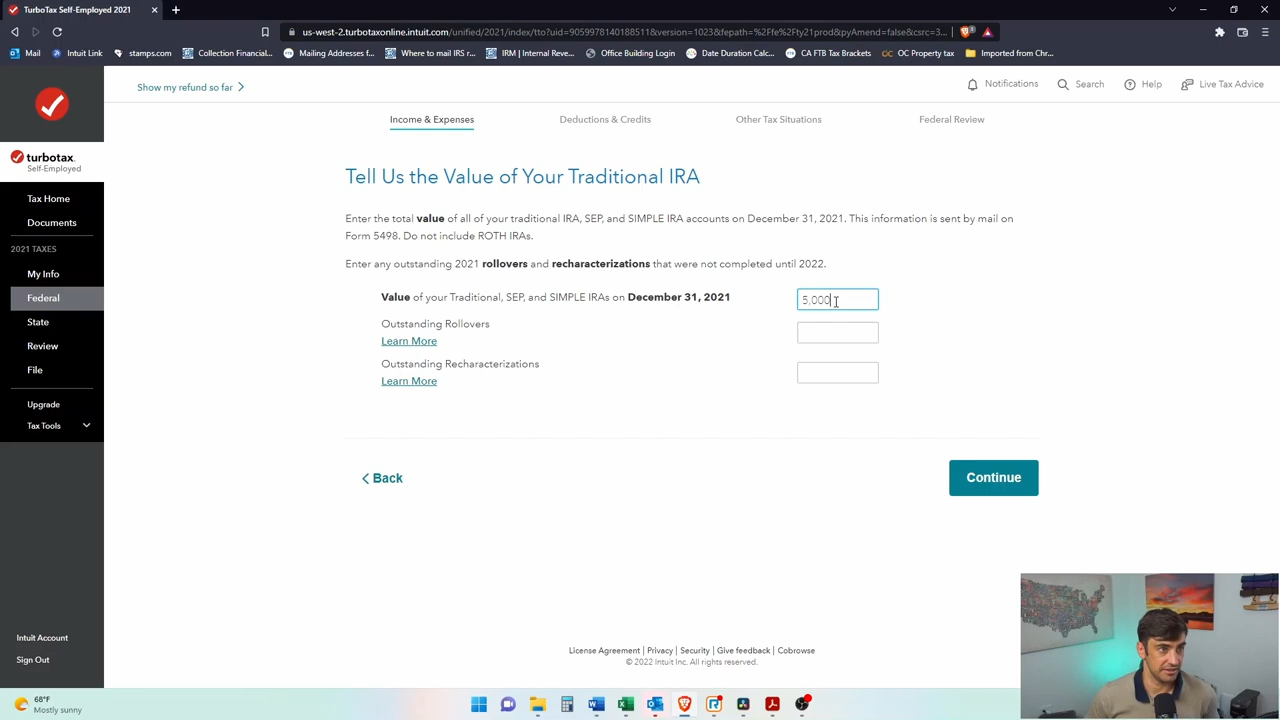 TurboTax Self-Employed 2021
us-west-2.turbotaxonline.intuit.com/unified/2021/index/tto?uid=9059978140188511&version=1023&fepath=%2Ffe%2Fty21prod&pyAmend=false&csrc=3...
Mail
Intuit Link
stamps.com
Collection Financial...
Mailing Addresses f...
Where to mail IRS r...
IRM | Internal Reve...
Office Building Login
Date Duration Calc...
CA FTB Tax Brackets
OC Property tax
Imported from Chr...
Show my refund so far
Notifications
Search
Help
Live Tax Advice
Income & Expenses
Deductions & Credits
Other Tax Situations
Federal Review
turbotax
Self-Employed
Tax Home
Documents
2021 TAXES
My Info
Federal
State
Review
File
Upgrade
Tax Tools
Intuit Account
Sign Out
Tell Us the Value of Your Traditional IRA
Enter the total value of all of your traditional IRA, SEP, and SIMPLE IRA accounts on December 31, 2021. This information is sent by mail on
Form 5498. Do not include ROTH IRAs.
Enter any outstanding 2021 rollovers and recharacterizations that were not completed until 2022.
Value of your Traditional, SEP, and SIMPLE IRAs on December 31, 2021
5,000
Outstanding Rollovers
Learn More
Outstanding Recharacterizations
Learn More
Back
Continue
License Agreement | Privacy | Security | Give feedback | Cobrowse
© 2022 Intuit Inc. All rights reserved.
68°F
Mostly sunny